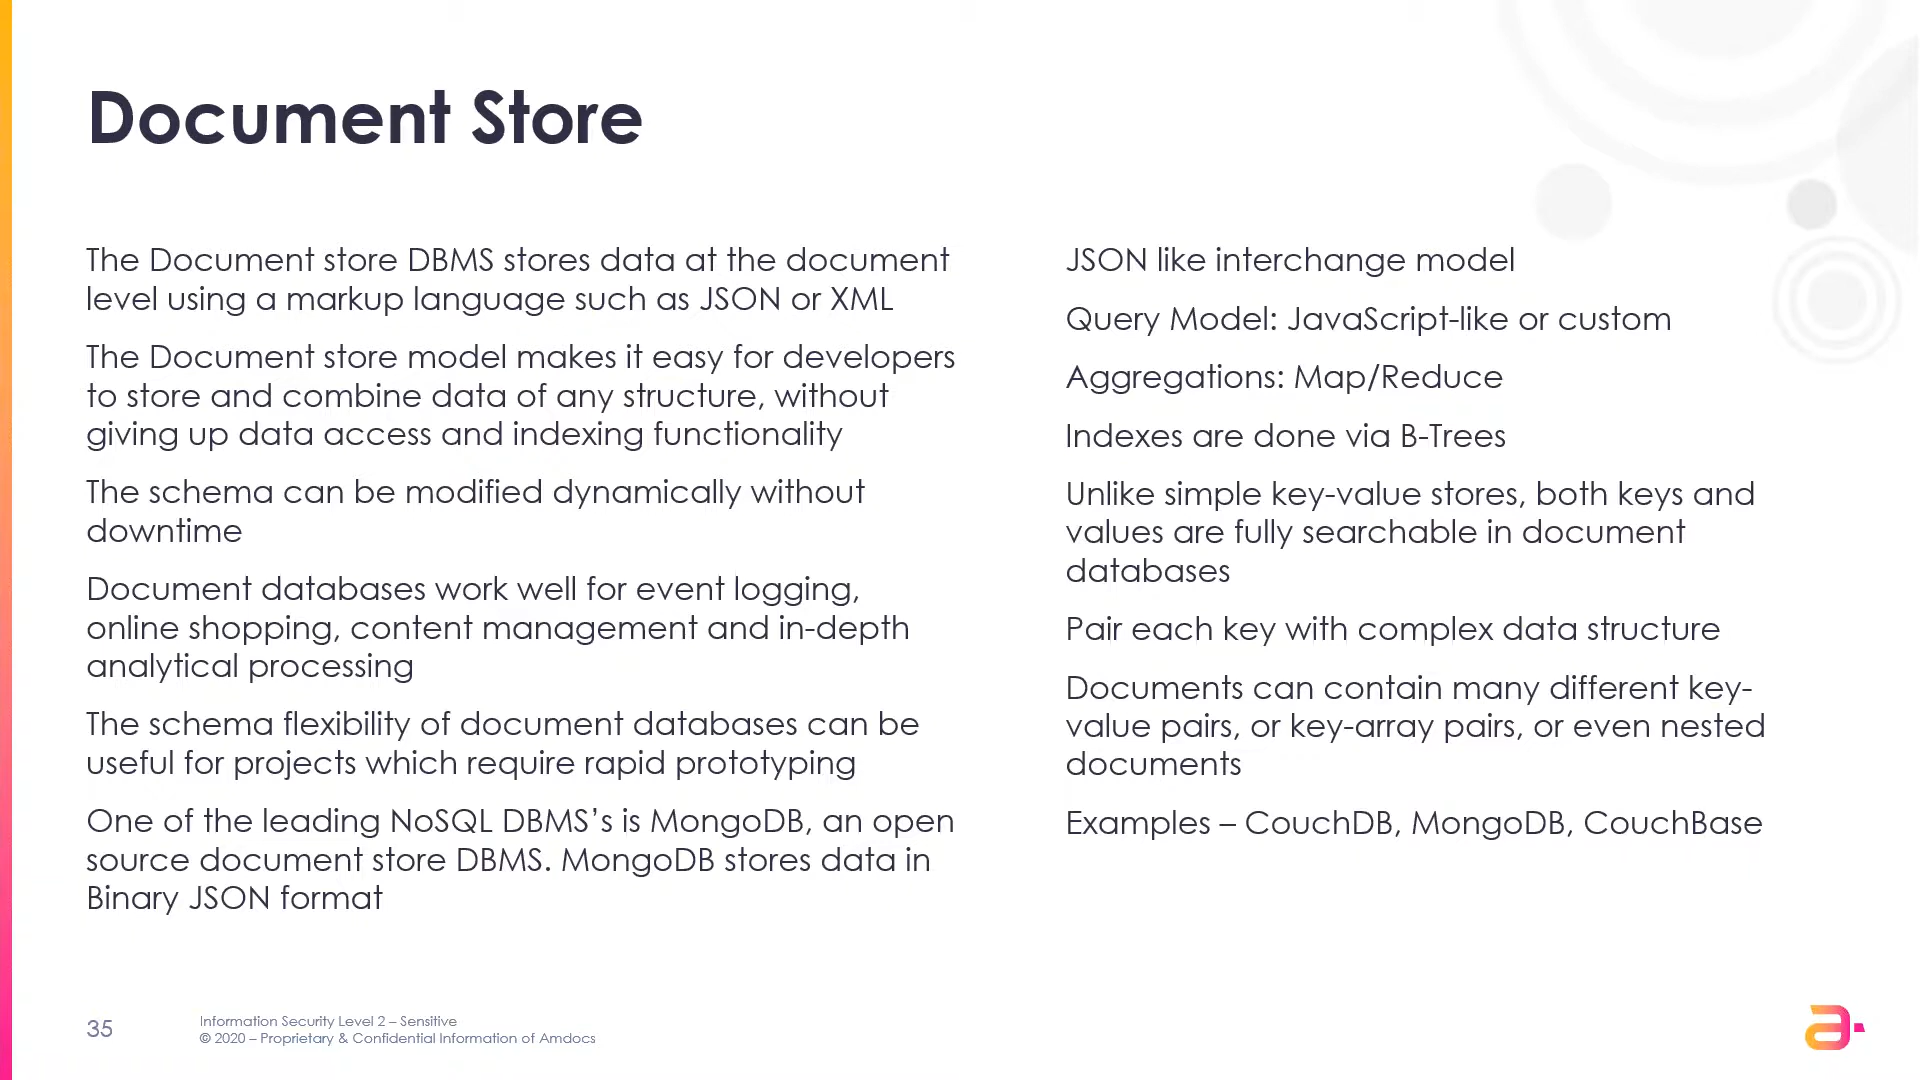 Document Store
The Document store DBMS stores data at the document
level using a markup language such as JSON or XML
The Document store model makes it easy for developers
to store and combine data of any structure, without
giving up data access and indexing functionality
The schema can be modified dynamically without
downtime
Document databases work well for event logging,
online shopping, content management and in-depth
analytical processing
The schema flexibility of document databases can be
useful for projects which require rapid prototyping
One of the leading NoSQL DBMS’s is MongoDB, an open
source document store DBMS. MongoDB stores data in
Binary JSON format
JSON like interchange model
Query Model: JavaScript-like or custom
Aggregations: Map/Reduce
Indexes are done via B-Trees
Unlike simple key-value stores, both keys and
values are fully searchable in document
databases
Pair each key with complex data structure
Documents can contain many different key-
value pairs, or key-array pairs, or even nested
documents
Examples – CouchDB, MongoDB, CouchBase
35
Information Security Level 2 – Sensitive
© 2020 – Proprietary & Confidential Information of Amdocs